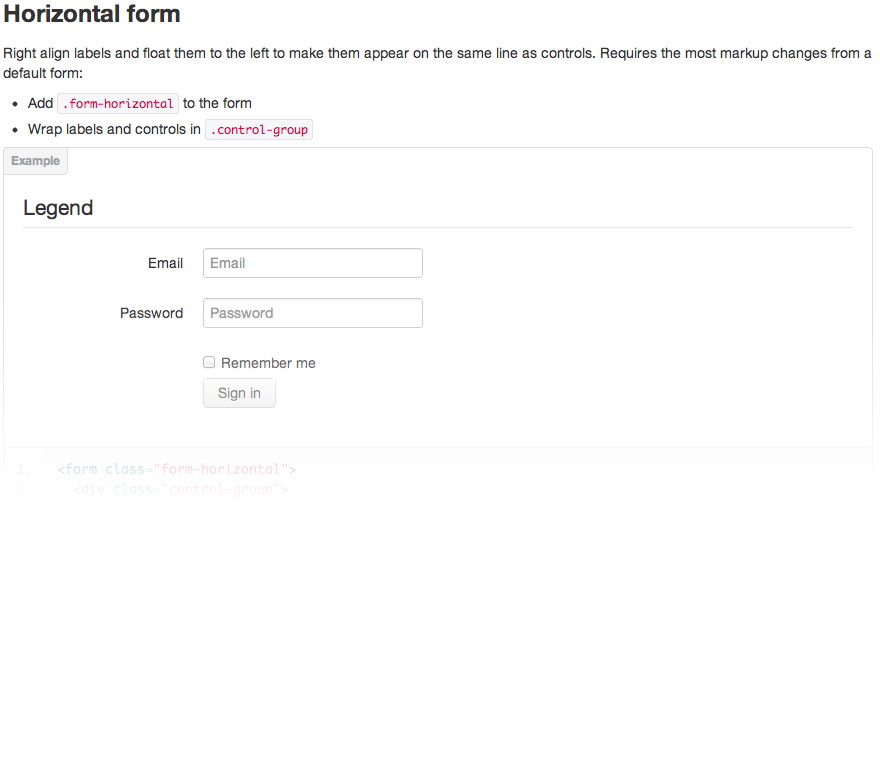 Horizontal form
Right align labels and float them to the left to make them appear on the same line as controls. Requires the most markup changes from a
default form:
• Add .form-horizontal to the form
• Wrap labels and controls in .control-group
Example
Legend
Email Email
Password Password
Remember me
Sign in
1. <form class="form-horizontal">
2. <div class="control-group">